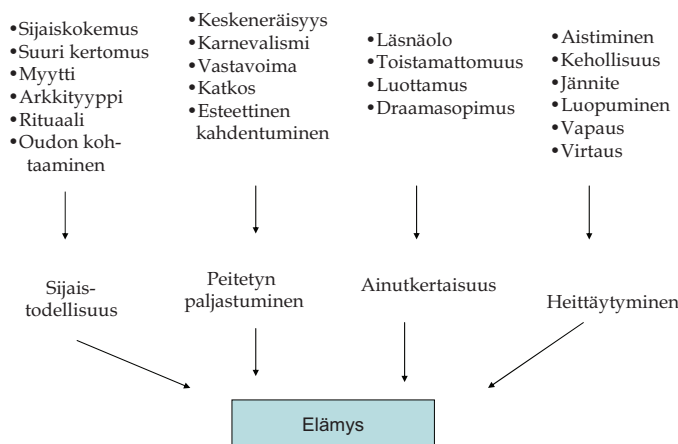 •Sijaiskokemus
•Suuri kertomus
•Myytti
•Arkkityyppi
•Rituaali
•Oudon koh-
taaminen
•Keskeneräisyys
•Karnevalismi
•Vastavoima
•Katkos
•Esteettinen
kahdentuminen
•Läsnäolo
•Toistamattomuus
•Luottamus
•Draamasopimus
•Aistiminen
•Kehollisuus
•Jännite
•Luopuminen
•Vapaus
•Virtaus
Sijais-
todellisuus
Peitetyn
paljastuminen
Ainutkertaisuus
Heittäytyminen
Elämys